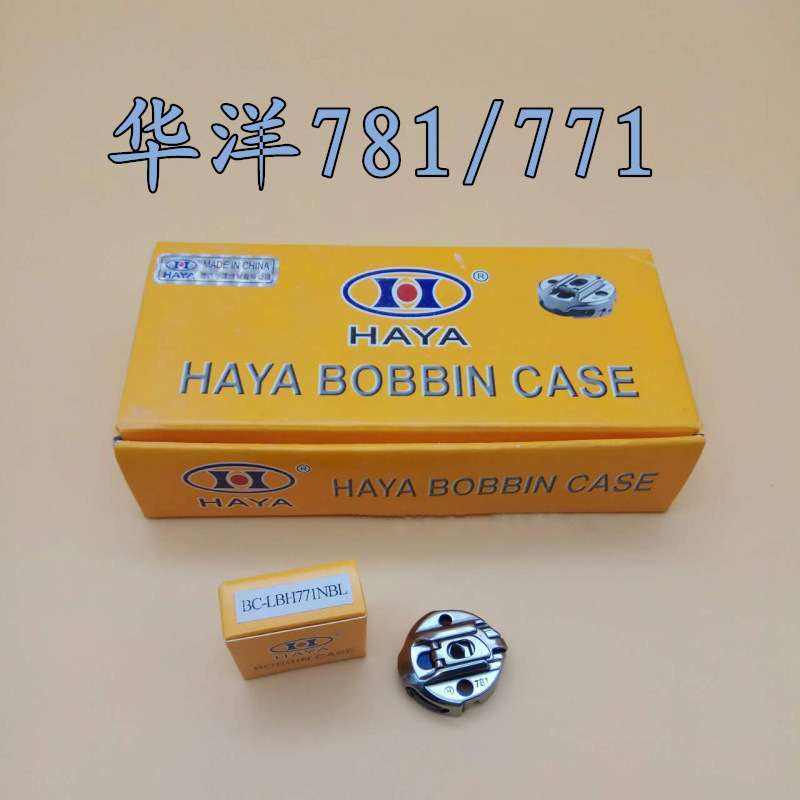 华洋781/771
MADE IN CHINA
HAYA
®
HAYA
HAYA BOBBIN CASE
®
HAYA
HAYA BOBBIN CASE
BC-LBH771NBL
HAYA
BOBBIN CASE
® 781